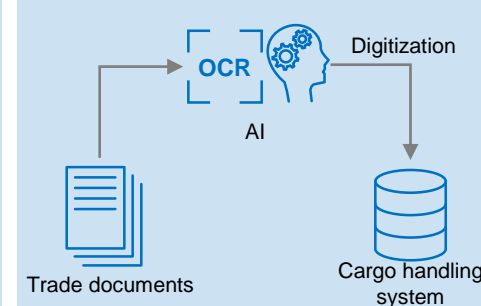 OCR
Digitization
AI
Trade documents
Cargo handling
system